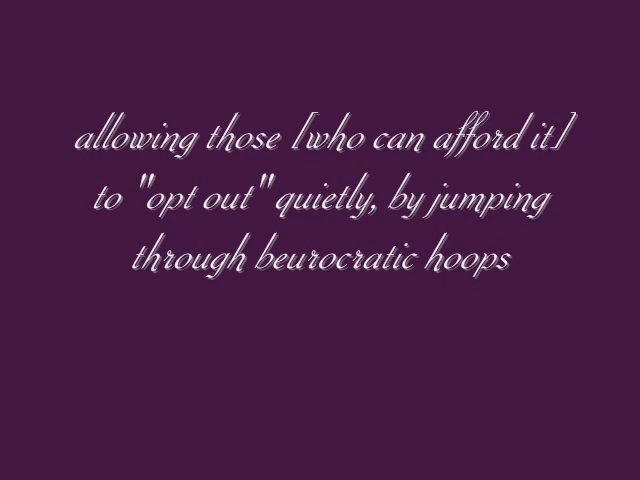 allowing those [who can afford it]
to "opt out" quietly, by jumping
through beurocratic hoops